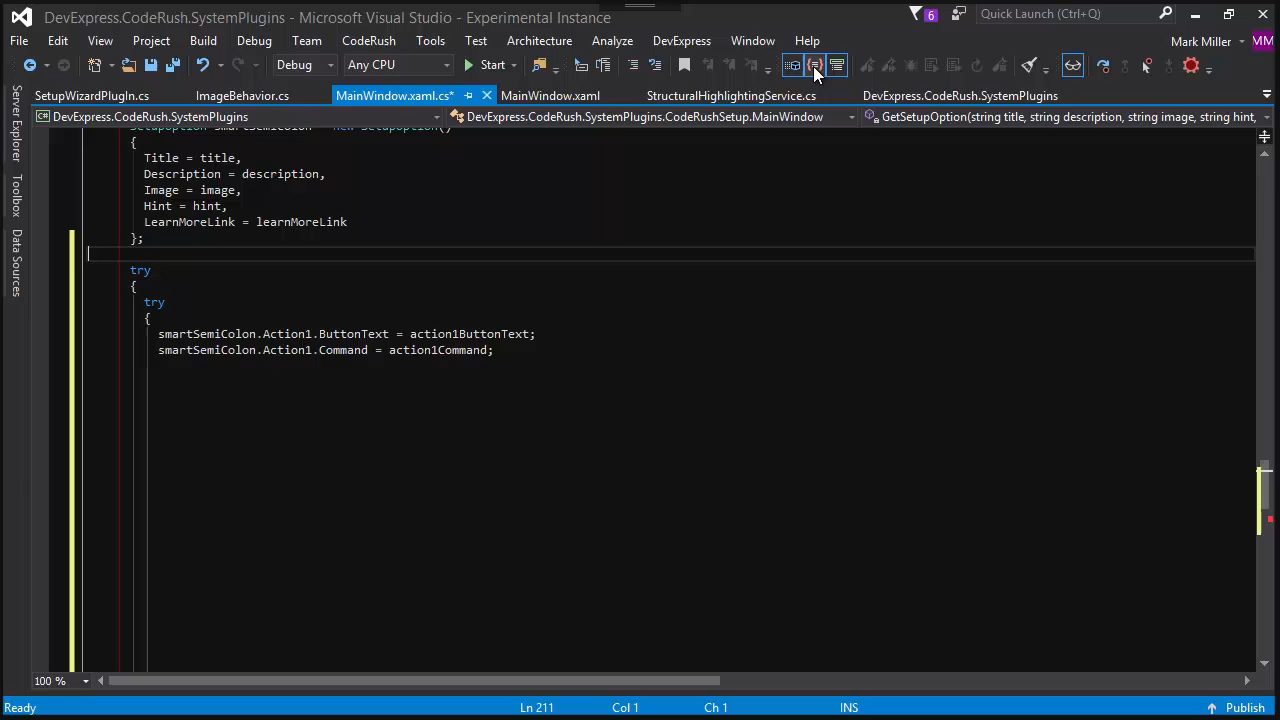 DevExpress.CodeRush.SystemPlugins - Microsoft Visual Studio - Experimental Instance
6
Quick Launch (Ctrl+Q)
File Edit View Project Build Debug Team CodeRush Tools Test Architecture Analyze DevExpress Window Help
Mark Miller
MM
Debug
Any CPU
Start
SetupWizardPlugIn.cs
ImageBehavior.cs
MainWindow.xaml.cs*
MainWindow.xaml
StructuralHighlightingService.cs
DevExpress.CodeRush.SystemPlugins
DevExpress.CodeRush.SystemPlugins
DevExpress.CodeRush.SystemPlugins.CodeRushSetup.MainWindow
GetSetupOption(string title, string description, string image, string hint,
Server Explorer
Toolbox
Data Sources
SetupOption smartSemiColon = new SetupOption()
{
Title = title,
Description = description,
Image = image,
Hint = hint,
LearnMoreLink = learnMoreLink
};
try
{
try
{
smartSemiColon.Action1.ButtonText = action1ButtonText;
smartSemiColon.Action1.Command = action1Command;
100 %
Ready
Ln 211
Col 1
Ch 1
INS
Publish